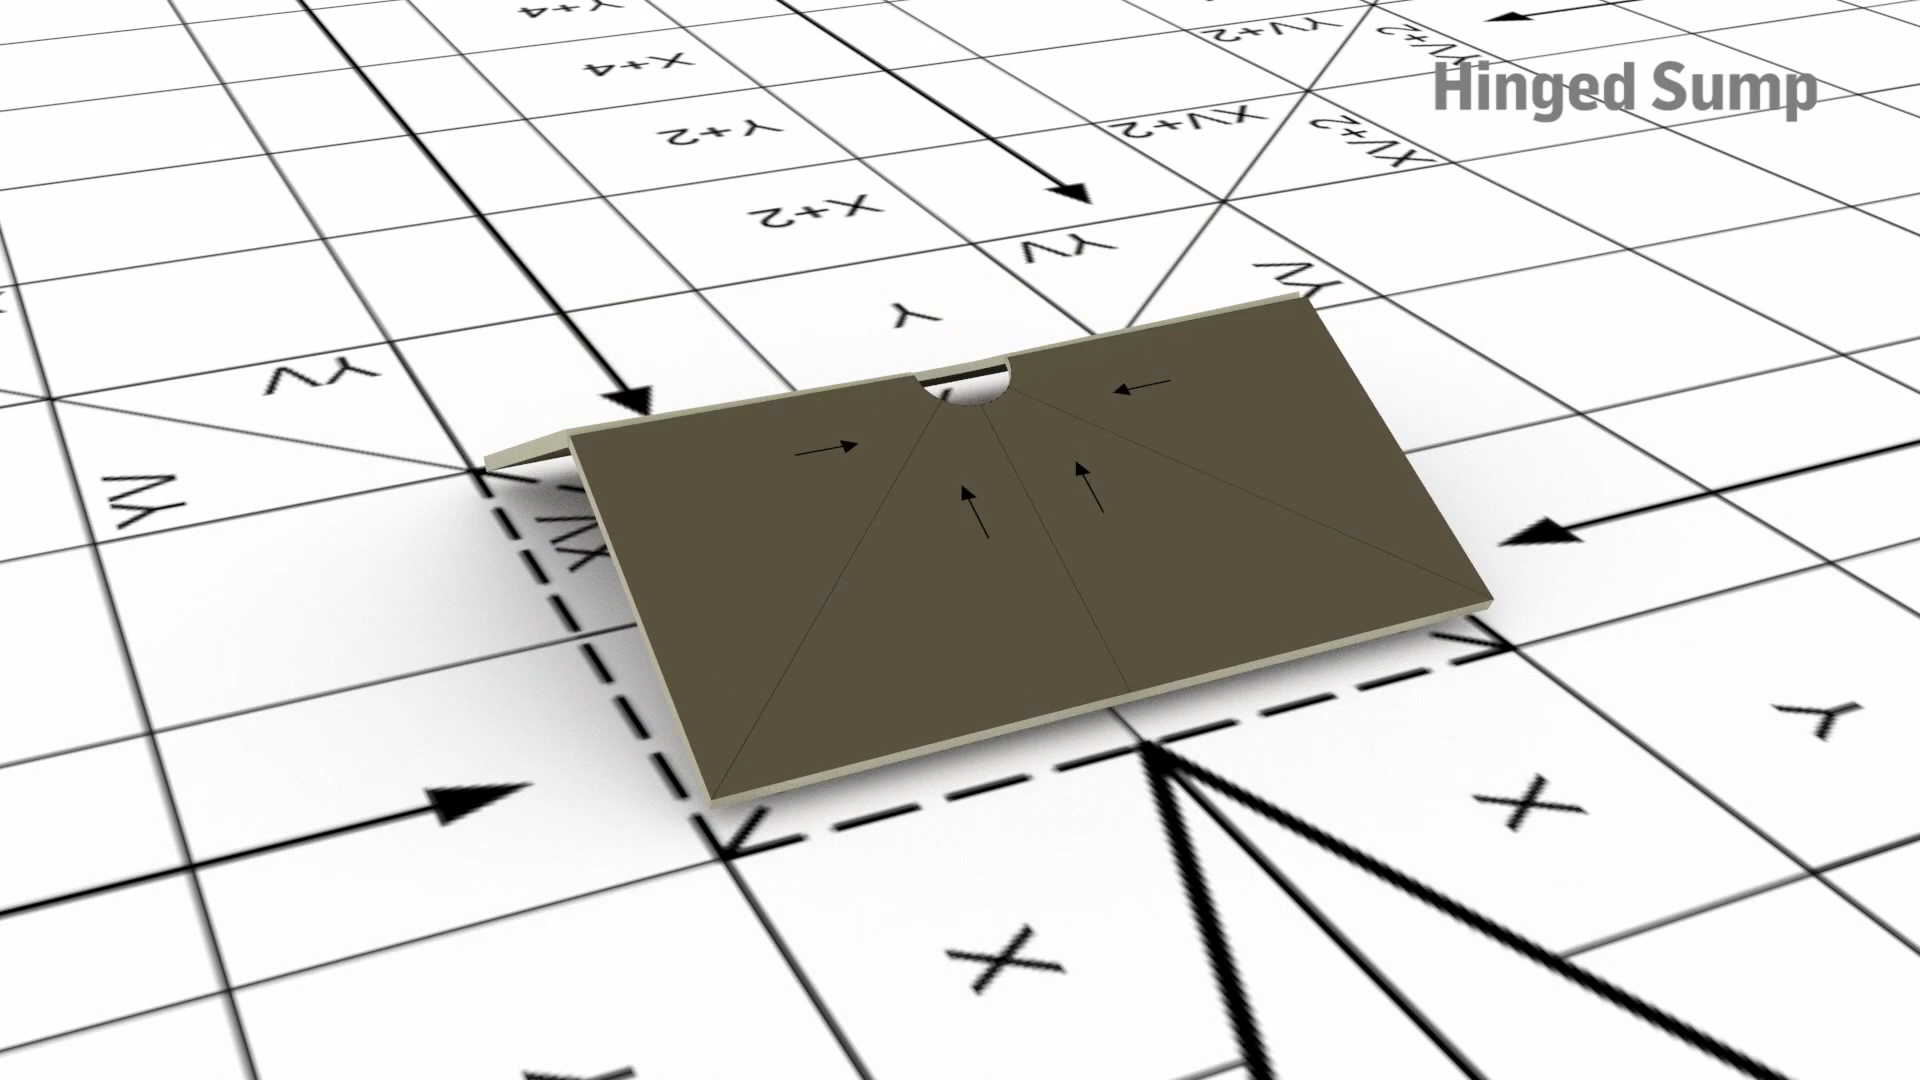 Y+4
X+4
YV+2
YV+2
Hinged Sump
Y+2
XV+2
XV+2
X+2
YV
Y
YV
X
X
Y